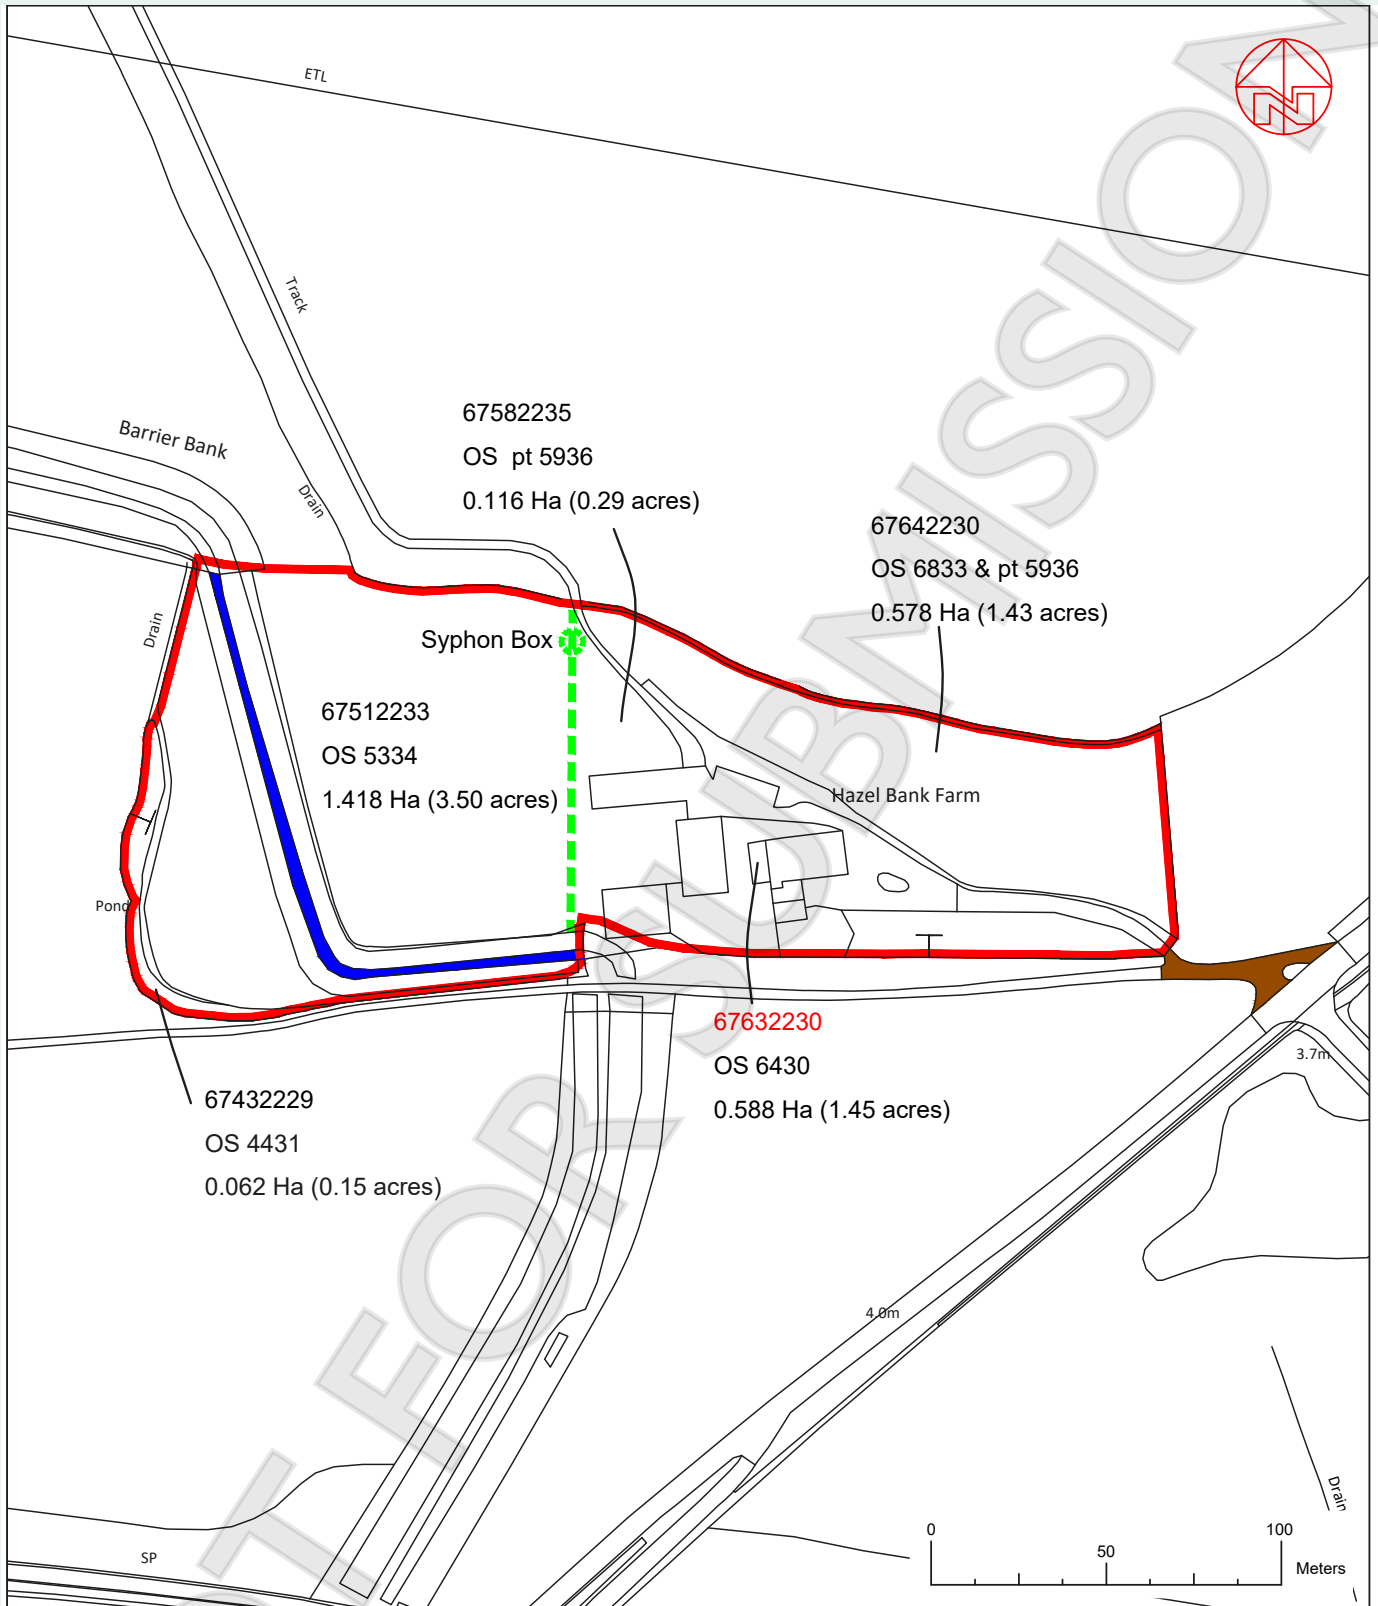 ETL
N
Track
67582235
OS pt 5936
0.116 Ha (0.29 acres)
Barrier Bank
Drain
67642230
OS 6833 & pt 5936
0.578 Ha (1.43 acres)
Drain
Syphon Box
67512233
OS 5334
1.418 Ha (3.50 acres)
Hazel Bank Farm
Pond
67632230
OS 6430
0.588 Ha (1.45 acres)
3.7m
67432229
OS 4431
0.062 Ha (0.15 acres)
4.0m
Drain
SP
0
50
100
Meters
T FOR SUBMISSION